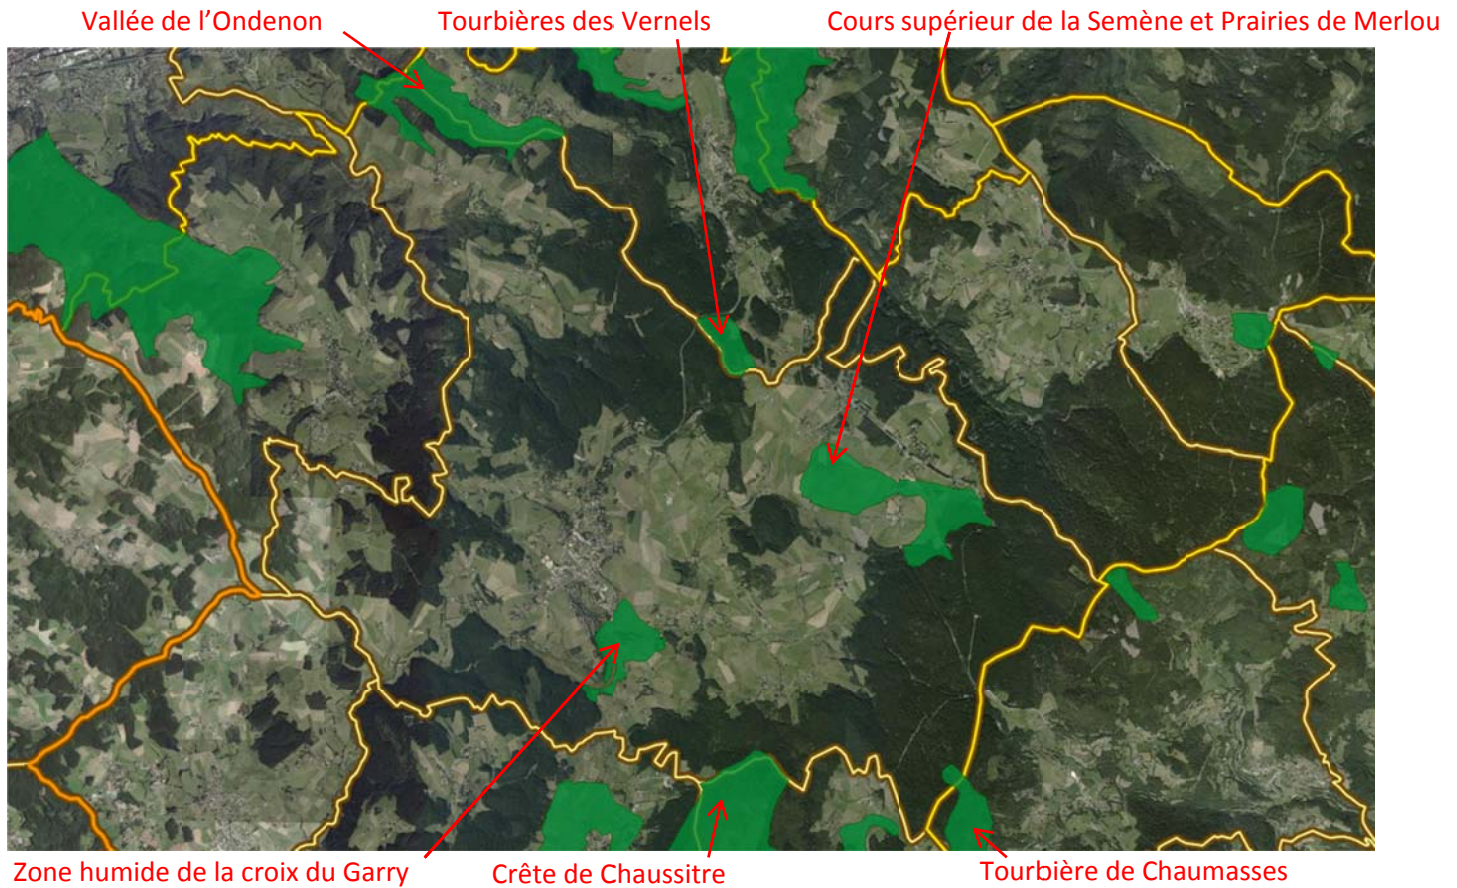 Vallée de l’Ondenon
Tourbières des Vernels
Cours supérieur de la Semène et Prairies de Merlou
Zone humide de la croix du Garry
Crête de Chaussitre
Tourbière de Chaumasses